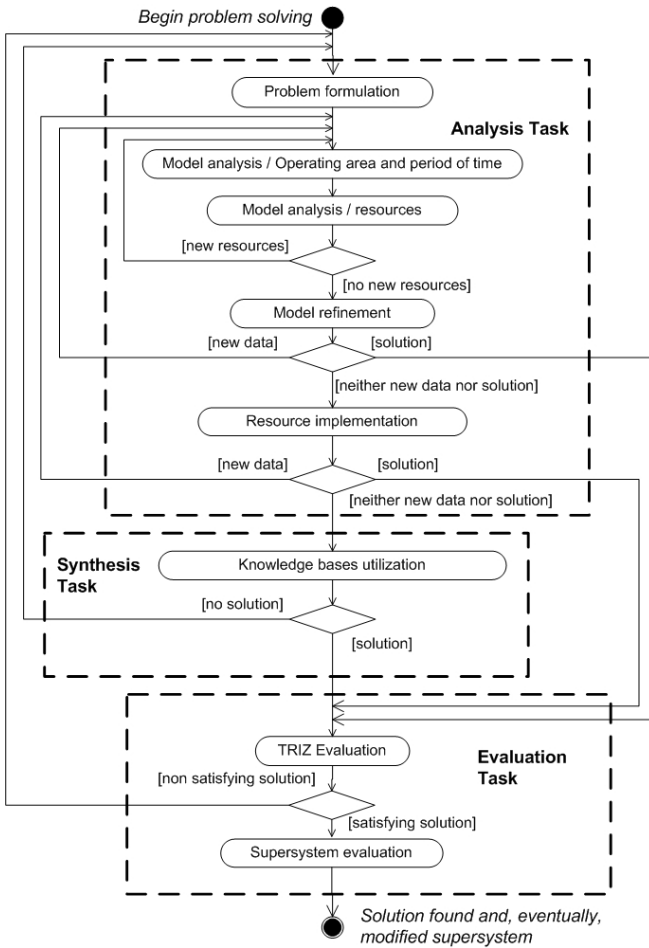 Begin problem solving
Problem formulation
Analysis Task
Model analysis / Operating area and period of time
Model analysis / resources
[new resources]
[no new resources]
Model refinement
[new data]
[solution]
[neither new data nor solution]
Resource implementation
[new data]
[solution]
[neither new data nor solution]
Synthesis
Task
Knowledge bases utilization
[no solution]
[solution]
TRIZ Evaluation
Evaluation
Task
[non satisfying solution]
[satisfying solution]
Supersystem evaluation
Solution found and, eventually,
modified supersystem